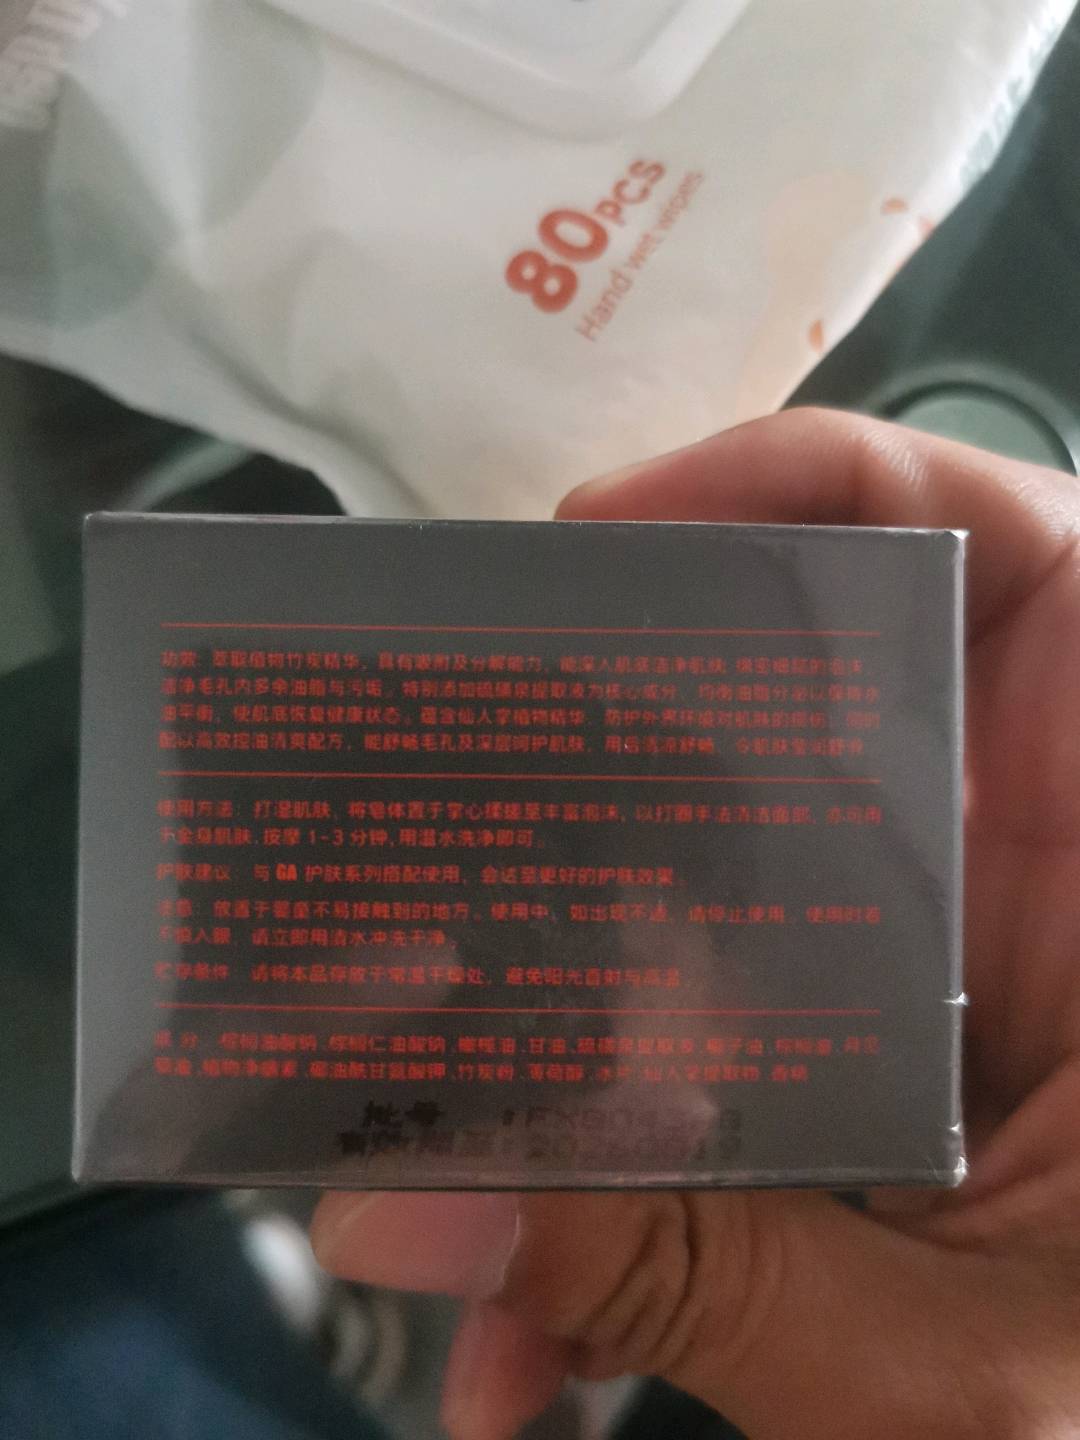 80PCS
Hand wet wipes
功效：萃取植物竹炭精华，具有吸附及分解能力，能深入肌底洁净肌肤，绵密细腻的泡沫
洁净毛孔内多余油脂与污垢。特别添加硫磺泉提取液为核心成分，均衡油脂分泌以保持水
油平衡，使肌底恢复健康状态。蕴含仙人掌植物精华，防护外界环境对肌肤的损伤，同时
配以高效控油清爽配方，能舒畅毛孔及深层呵护肌肤，用后清凉舒畅，令肌肤莹润舒滑
使用方法：打湿肌肤，将皂体置于掌心揉搓至丰富泡沫，以打圈手法清洁面部，亦可用
于全身肌肤，按摩 1-3 分钟，用温水洗净即可。
护肤建议：与 GA 护肤系列搭配使用，会达至更好的护肤效果。
注意：放置于婴童不易接触到的地方。使用中，如出现不适，请停止使用，使用时若
不慎入眼，请立即用清水冲洗干净。
贮存条件：请将本品存放于常温干燥处，避免阳光直射与高温。
成 分：棕榈油酸钠、棕榈仁油酸钠、橄榄油、甘油、硫磺泉提取液、椰子油、棕榈油、月见
草油、植物净螨素、椰油酰甘氨酸钾、竹炭粉、薄荷醇、冰片、仙人掌提取物、香精